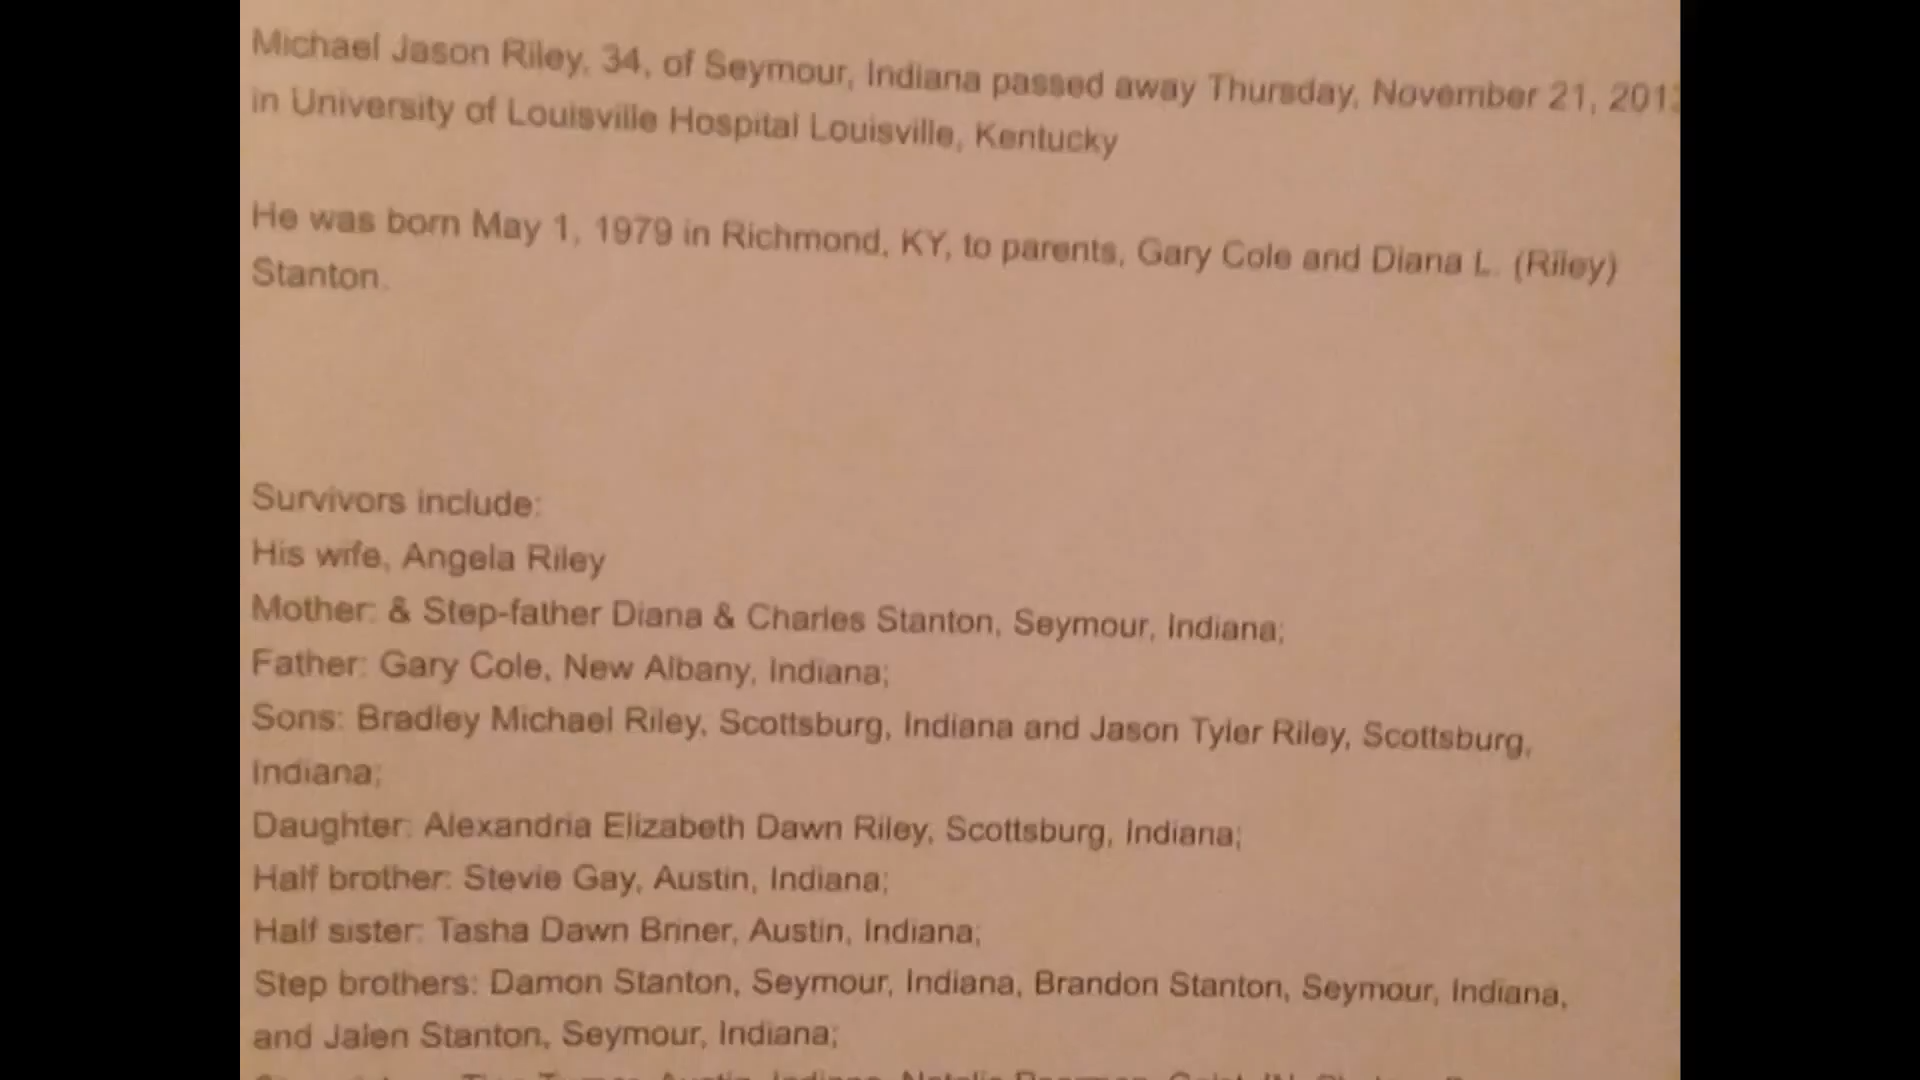 Michael Jason Riley, 34, of Seymour, Indiana passed away Thursday, November 21,
in University of Louisville Hospital Louisville, Kentucky
He was born May 1, 1979 in Richmond, KY, to parents, Gary Cole and Diana L. (Riley)
Stanton.
Survivors include:
His wife, Angela Riley
Mother: & Step-father Diana & Charles Stanton, Seymour, Indiana;
Father: Gary Cole, New Albany, Indiana;
Sons: Bradley Michael Riley, Scottsburg, Indiana and Jason Tyler Riley, Scottsburg,
Indiana;
Daughter: Alexandria Elizabeth Dawn Riley, Scottsburg, Indiana;
Half brother: Stevie Gay, Austin, Indiana;
Half sister: Tasha Dawn Briner, Austin, Indiana;
Step brothers: Damon Stanton, Seymour, Indiana, Brandon Stanton, Seymour, Indiana,
and Jalen Stanton, Seymour, Indiana;